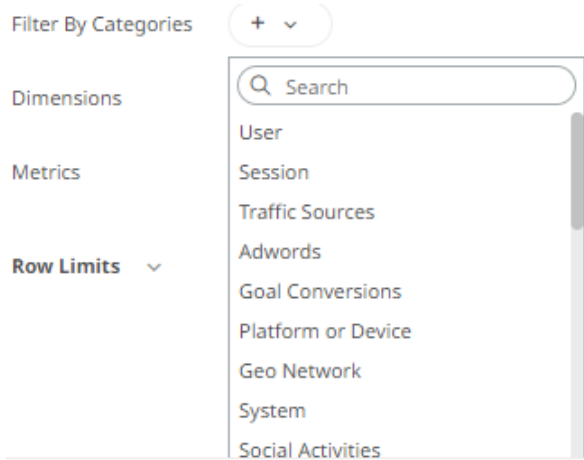 Filter By Categories
+
Search
Dimensions
User
Metrics
Session
Traffic Sources
Adwords
Row Limits
Goal Conversions
Platform or Device
Geo Network
System
Social Activities